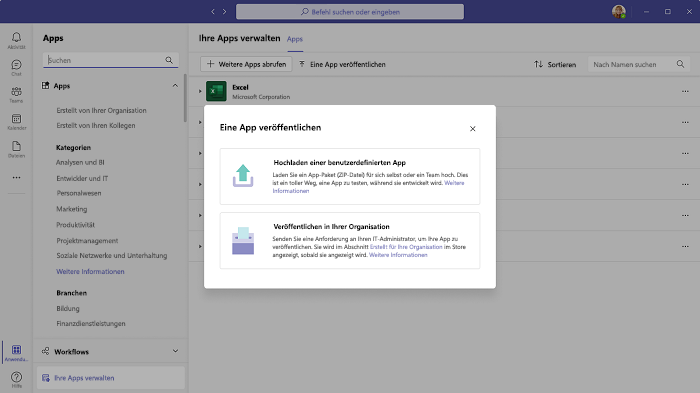 Befehl suchen oder eingeben
Aktivität
Chat
Teams
Kalender
Dateien
Anwendu...
Hilfe
Apps
Suchen
Apps
Erstellt von Ihrer Organisation
Erstellt von Ihren Kollegen
Kategorien
Analysen und BI
Entwickler und IT
Personalwesen
Marketing
Produktivität
Projektmanagement
Soziale Netzwerke und Unterhaltung
Weitere Informationen
Branchen
Bildung
Finanzdienstleistungen
Workflows
Ihre Apps verwalten
Ihre Apps verwalten Apps
Weitere Apps abrufen Eine App veröffentlichen Sortieren Nach Namen suchen
Excel
Microsoft Corporation
Eine App veröffentlichen
Hochladen einer benutzerdefinierten App
Laden Sie ein App-Paket (ZIP-Datei) für sich selbst oder ein Team hoch. Dies
ist ein toller Weg, eine App zu testen, während sie entwickelt wird. Weitere
Informationen
Veröffentlichen in Ihrer Organisation
Senden Sie eine Anforderung an Ihren IT-Administrator, um Ihre App zu
veröffentlichen. Sie wird im Abschnitt Erstellt für Ihre Organisation im Store
angezeigt, sobald sie angezeigt wird. Weitere Informationen